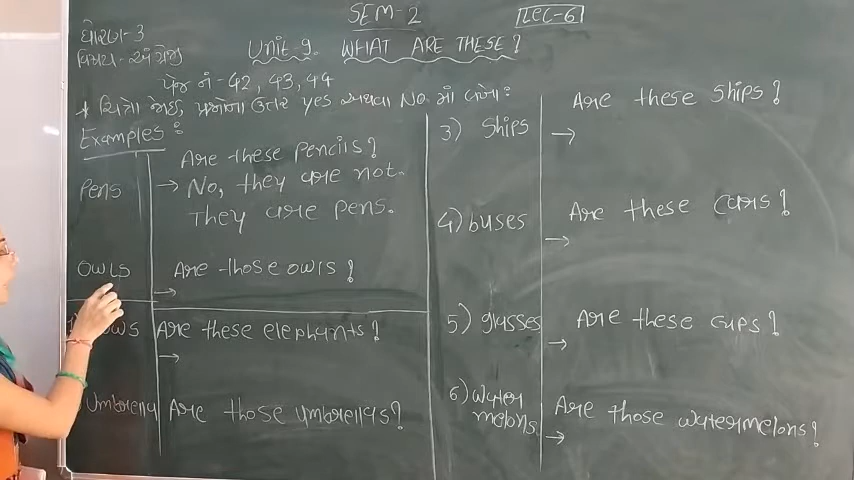 SEM-2
LEC-6
ધોરણ-3
વિષય-અંગ્રેજી
Unit-9. WHAT ARE THESE?
પેજ નં-42, 43, 44
* ચિત્રો જોઈ, પ્રશ્નોના ઉત્તર yes અથવા No માં આપો:
Examples:
Pens
Are these Pencils?
→ No, they are not.
They are pens.
owls
Are those owls?
→
ows
Are these elephants?
→
Umbrella
Are those umbrellas?
3) Ships
Are these ships?
→
4) buses
Are these cars?
→
5) glasses
Are these cups?
→
6) water
melons
Are those watermelons?
→